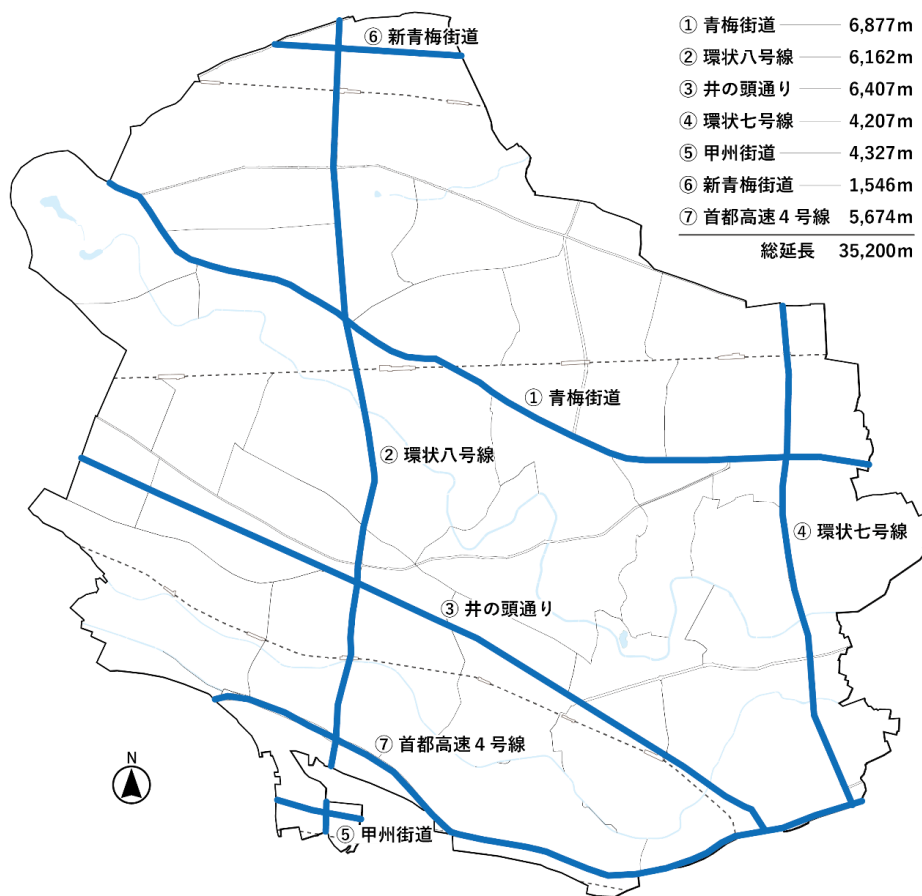 ① 青梅街道 6,877m
② 環状八号線 6,162m
③ 井の頭通り 6,407m
④ 環状七号線 4,207m
⑤ 甲州街道 4,327m
⑥ 新青梅街道 1,546m
⑦ 首都高速4号線 5,674m
総延長 35,200m
⑥ 新青梅街道
① 青梅街道
② 環状八号線
④ 環状七号線
③ 井の頭通り
⑦ 首都高速4号線
N
⑤ 甲州街道